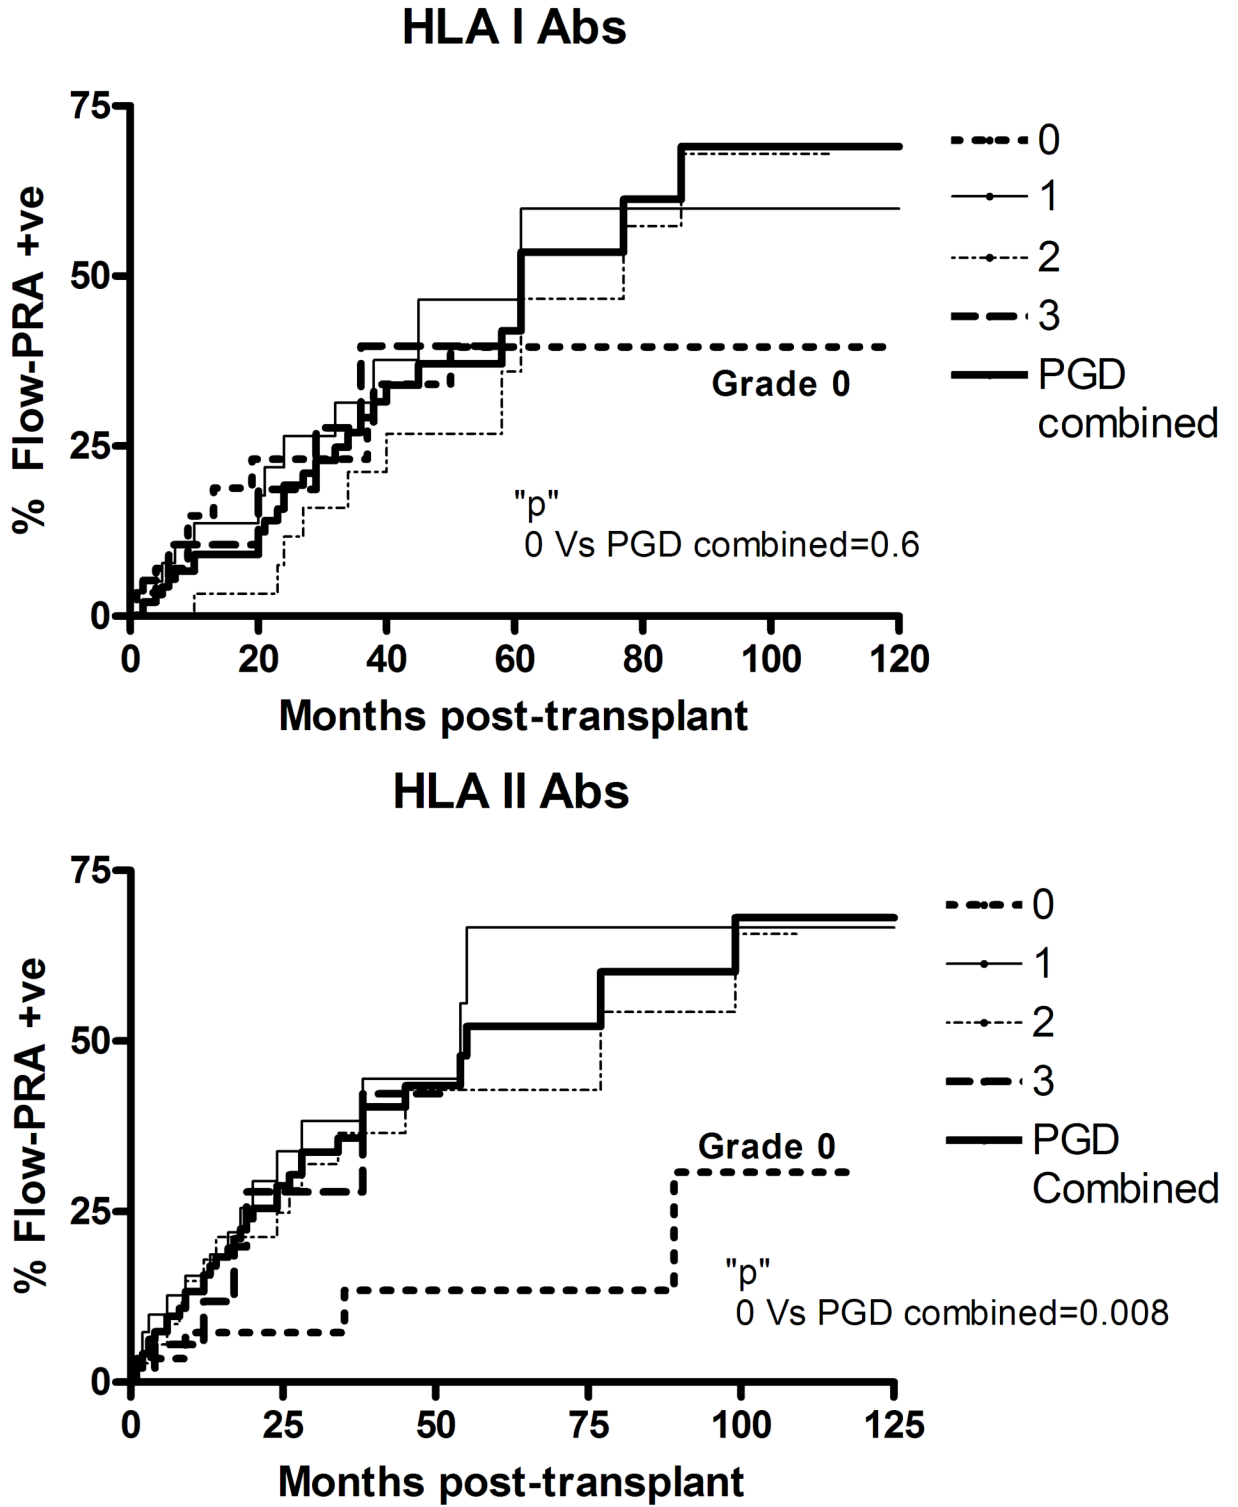 HLA I Abs
% Flow-PRA +ve
75
50
25
0
0
20
40
60
80
100
120
Months post-transplant
Grade 0
"p"
0 Vs PGD combined=0.6
0
1
2
3
PGD
combined
HLA II Abs
% Flow-PRA +ve
75
50
25
0
0
25
50
75
100
125
Months post-transplant
Grade 0
"p"
0 Vs PGD combined=0.008
0
1
2
3
PGD
Combined